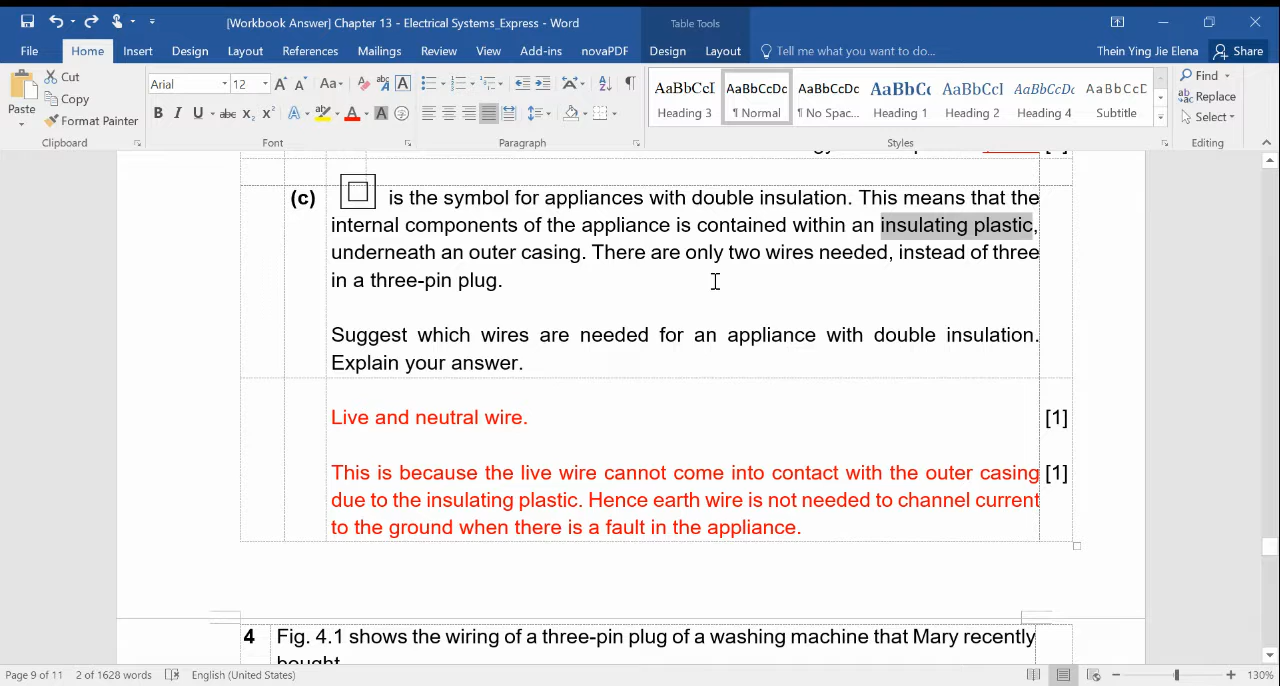 [Workbook Answer] Chapter 13 - Electrical Systems_Express - Word
Table Tools
File Home Insert Design Layout References Mailings Review View Add-ins novaPDF Design Layout Tell me what you want to do... Thein Ying Jie Elena Share
Paste
Cut
Copy
Format Painter
Clipboard
Arial 12
Font
Paragraph
AaBbCcI AaBbCcDc AaBbCcDc AaBbCc AaBbCcI AaBbCcDc AaBbCcD
Heading 3 ¶ Normal ¶ No Spac... Heading 1 Heading 2 Heading 4 Subtitle
Styles
Find
Replace
Select
Editing
(c) is the symbol for appliances with double insulation. This means that the
internal components of the appliance is contained within an insulating plastic,
underneath an outer casing. There are only two wires needed, instead of three
in a three-pin plug.
Suggest which wires are needed for an appliance with double insulation.
Explain your answer.
Live and neutral wire. [1]
This is because the live wire cannot come into contact with the outer casing [1]
due to the insulating plastic. Hence earth wire is not needed to channel current
to the ground when there is a fault in the appliance.
4 Fig. 4.1 shows the wiring of a three-pin plug of a washing machine that Mary recently
bought
Page 9 of 11 2 of 1628 words English (United States) 130%